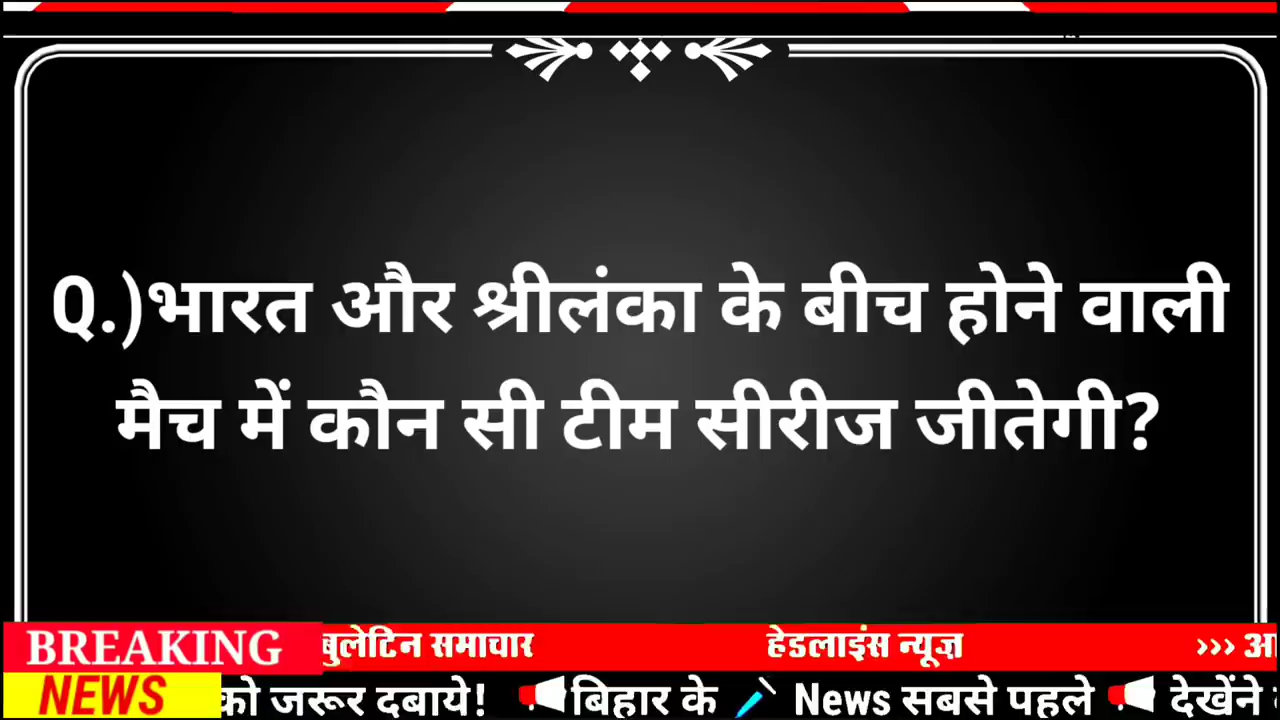 Q.)भारत और श्रीलंका के बीच होने वाली
मैच में कौन सी टीम सीरीज जीतेगी?
BREAKING
NEWS
बुलेटिन समाचार हेडलाइंस न्यूज़ >>>
को जरूर दबाये! बिहार के News सबसे पहले देखेंने